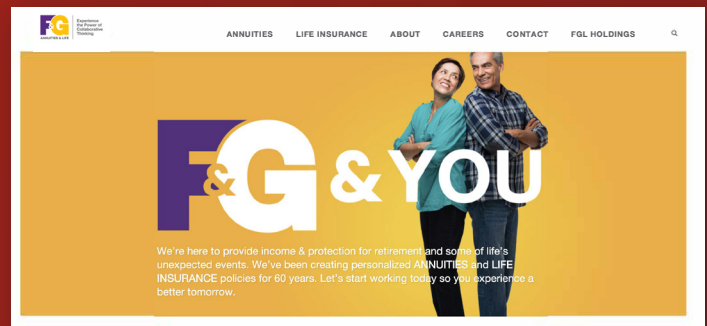 F&G
ANNUITIES & LIFE
Experience
the Power of
Collaborative
Thinking
ANNUITIES LIFE INSURANCE ABOUT CAREERS CONTACT FGL HOLDINGS
F&G & YOU
We're here to provide income & protection for retirement and some of life's
unexpected events. We've been creating personalized ANNUITIES and LIFE
INSURANCE policies for 60 years. Let's start working today so you experience a
better tomorrow.